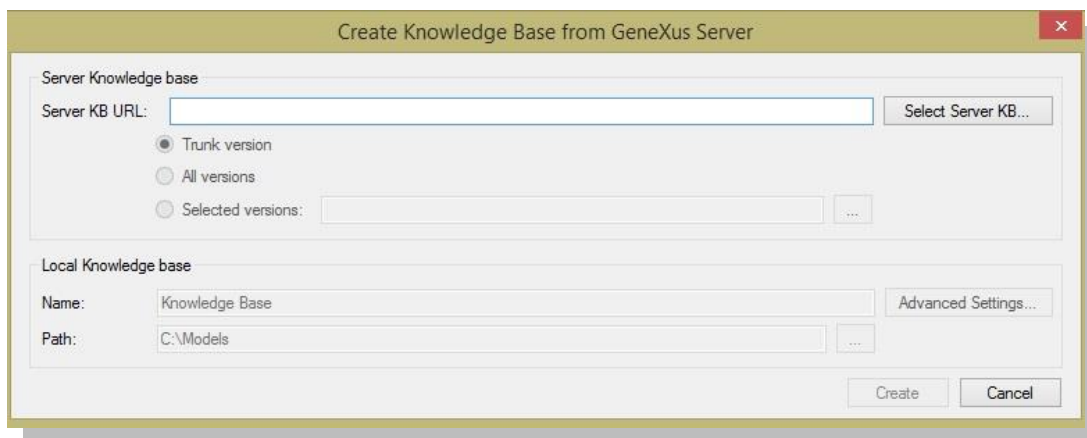 Create Knowledge Base from GeneXus Server
Server Knowledge base
Server KB URL: Select Server KB...
Trunk version
All versions
Selected versions: ...
Local Knowledge base
Name: Knowledge Base Advanced Settings...
Path: C:\Models ...
Create Cancel